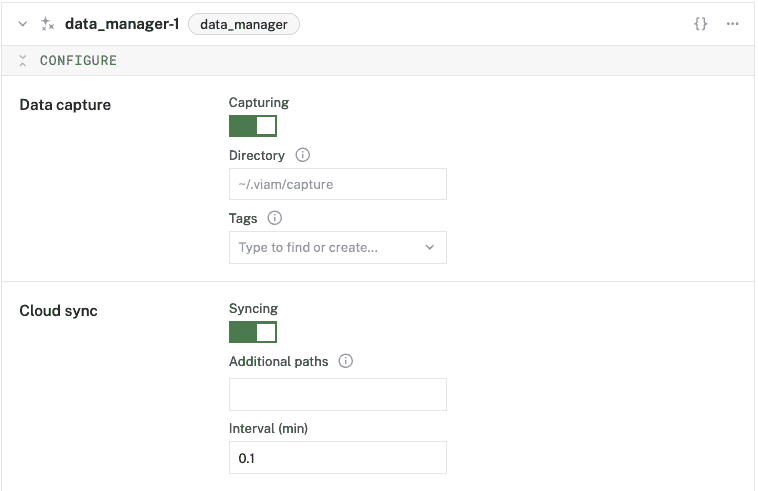 data_manager-1 data_manager {} ...
CONFIGURE
Data capture
Capturing
Directory
~/.viam/capture
Tags
Type to find or create...
Cloud sync
Syncing
Additional paths
Interval (min)
0.1